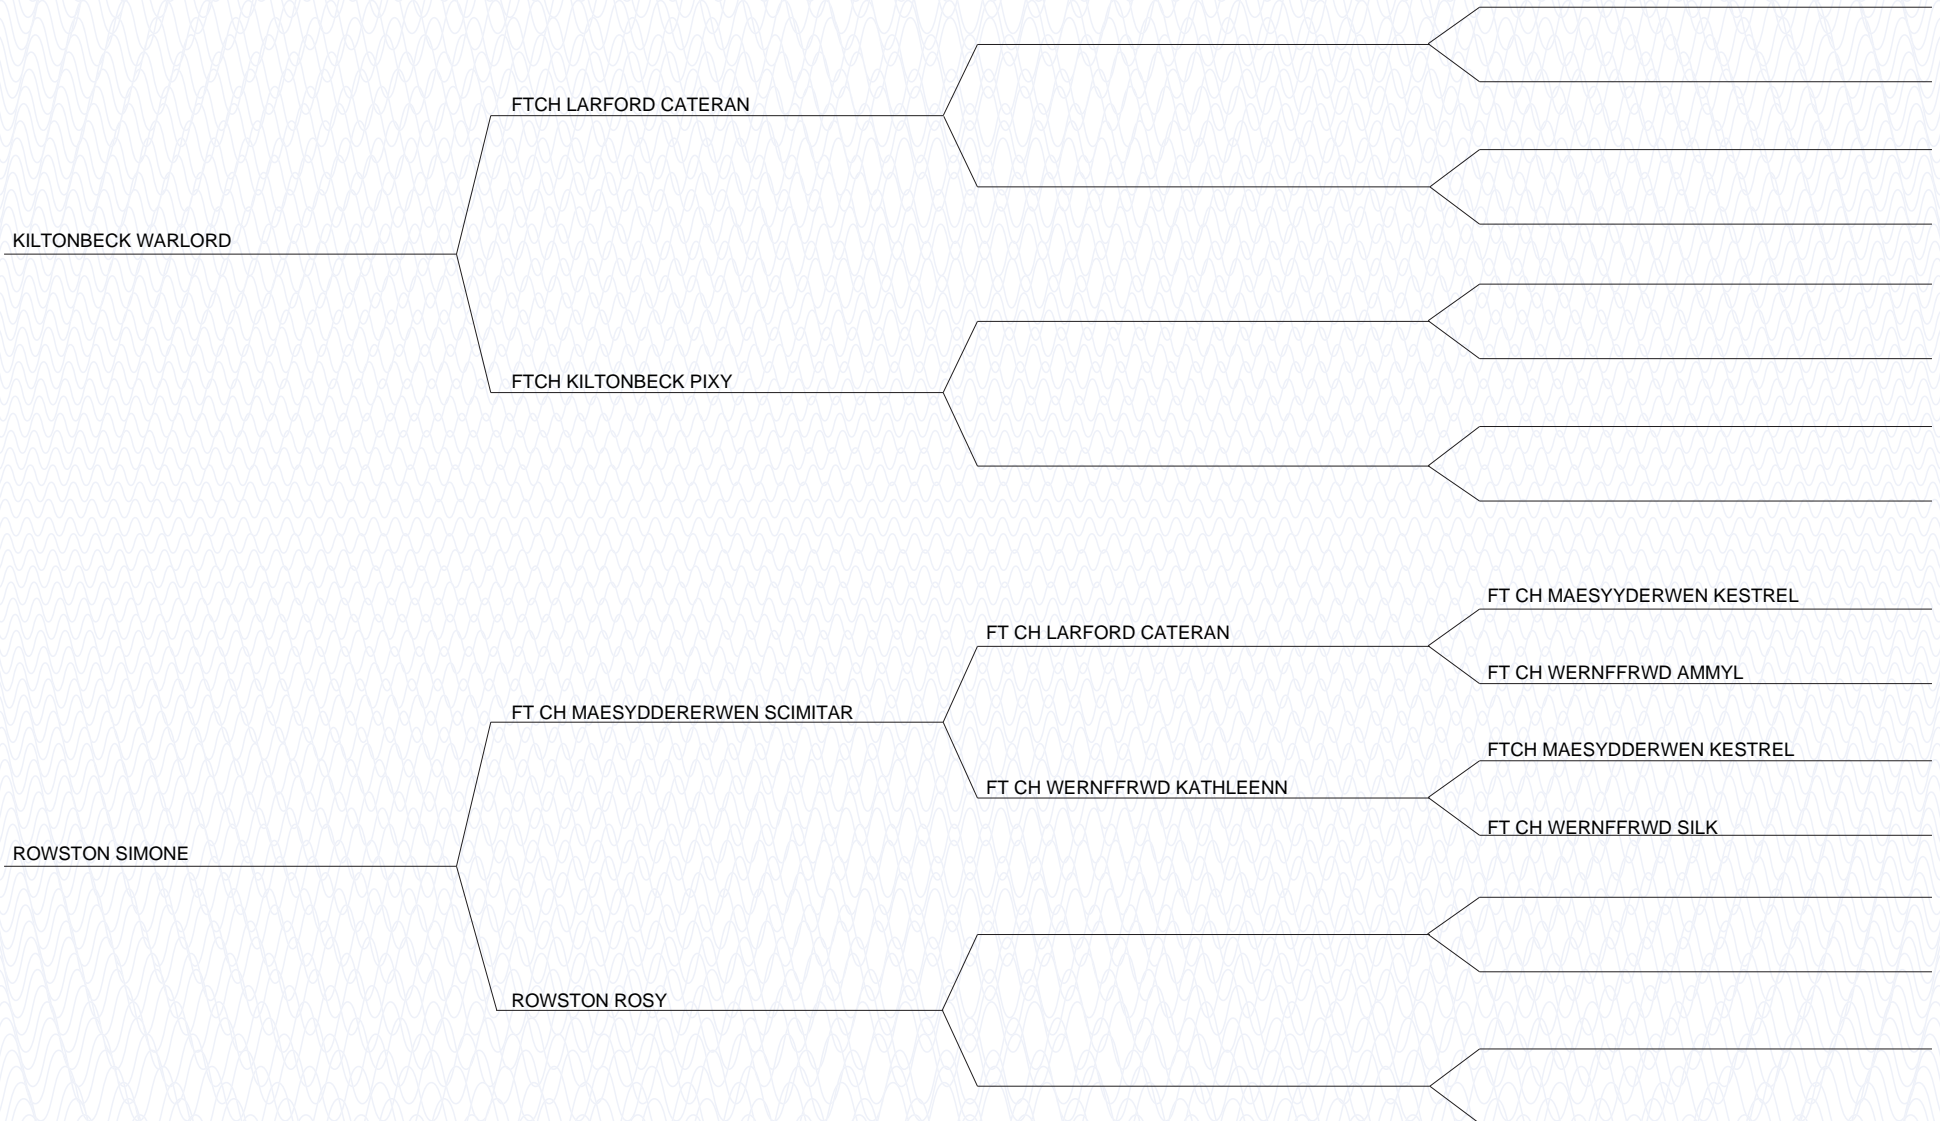 FTCH LARFORD CATERAN
KILTONBECK WARLORD
FTCH KILTONBECK PIXY
FT CH MAESYYDERWEN KESTREL
FT CH LARFORD CATERAN
FT CH WERNFFRWD AMMYL
FT CH MAESYDDERERWEN SCIMITAR
FTCH MAESYDDERWEN KESTREL
FT CH WERNFFRWD KATHLEENN
FT CH WERNFFRWD SILK
ROWSTON SIMONE
ROWSTON ROSY